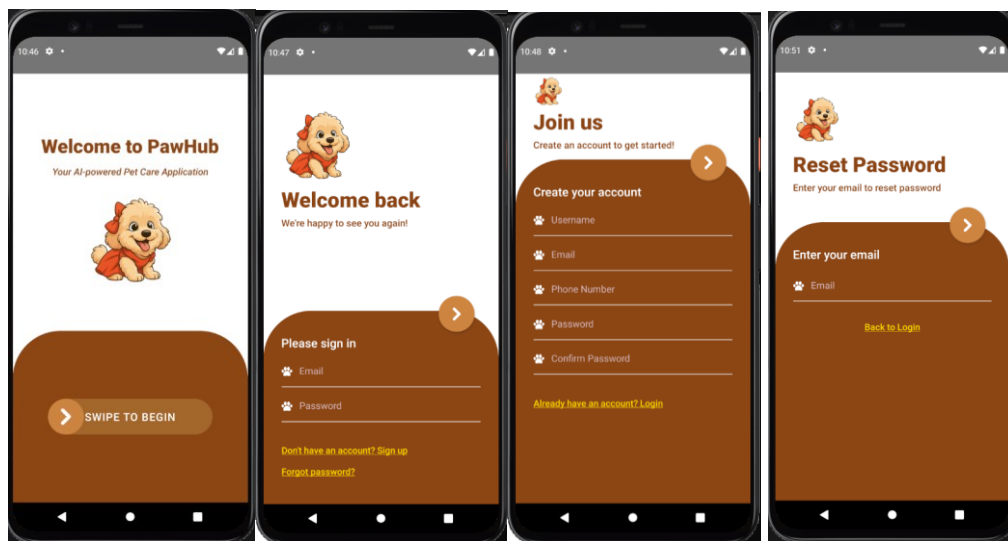 10:46
Welcome to PawHub
Your AI-powered Pet Care Application
SWIPE TO BEGIN
10:47
Welcome back
We're happy to see you again!
Please sign in
Email
Password
Don't have an account? Sign up
Forgot password?
10:48
Join us
Create an account to get started!
Create your account
Username
Email
Phone Number
Password
Confirm Password
Already have an account? Login
10:51
Reset Password
Enter your email to reset password
Enter your email
Email
Back to Login